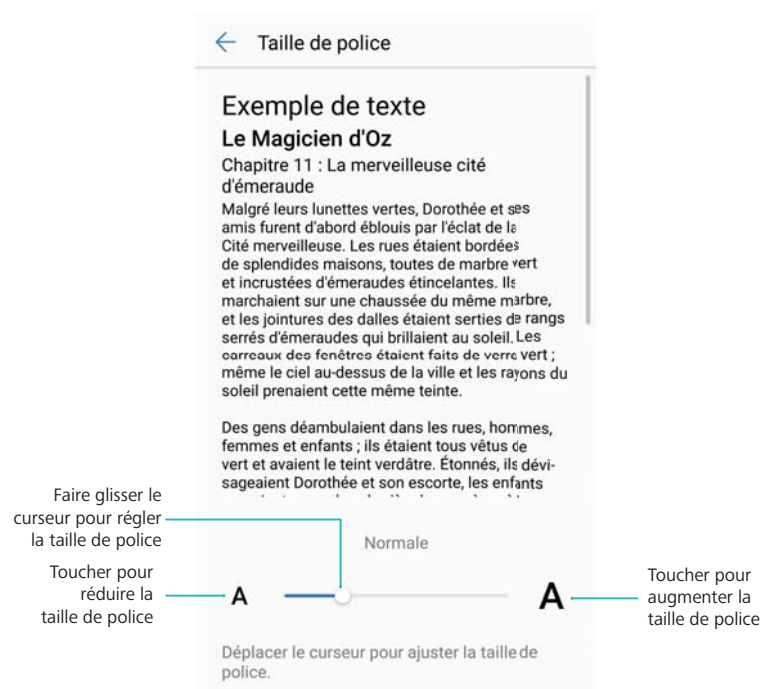 Taille de police
Exemple de texte
Le Magicien d'Oz
Chapitre 11 : La merveilleuse cité
d'émeraude
Malgré leurs lunettes vertes, Dorothée et ses
amis furent d'abord éblouis par l'éclat de la
Cité merveilleuse. Les rues étaient bordées
de splendides maisons, toutes de marbre vert
et incrustées d'émeraudes étincelantes. Ils
marchaient sur une chaussée du même marbre,
et les jointures des dalles étaient serties de rangs
serrés d'émeraudes qui brillaient au soleil. Les
carreaux des fenêtres étaient faits de verre vert ;
même le ciel au-dessus de la ville et les rayons du
soleil prenaient cette même teinte.
Des gens déambulaient dans les rues, hommes,
femmes et enfants ; ils étaient tous vêtus de
vert et avaient le teint verdâtre. Étonnés, ils dévi-
sageaient Dorothée et son escorte, les enfants
Faire glisser le
curseur pour régler
la taille de police
Normale
Toucher pour
réduire la
taille de police
A
A
Toucher pour
augmenter la
taille de police
Déplacer le curseur pour ajuster la taille de
police.